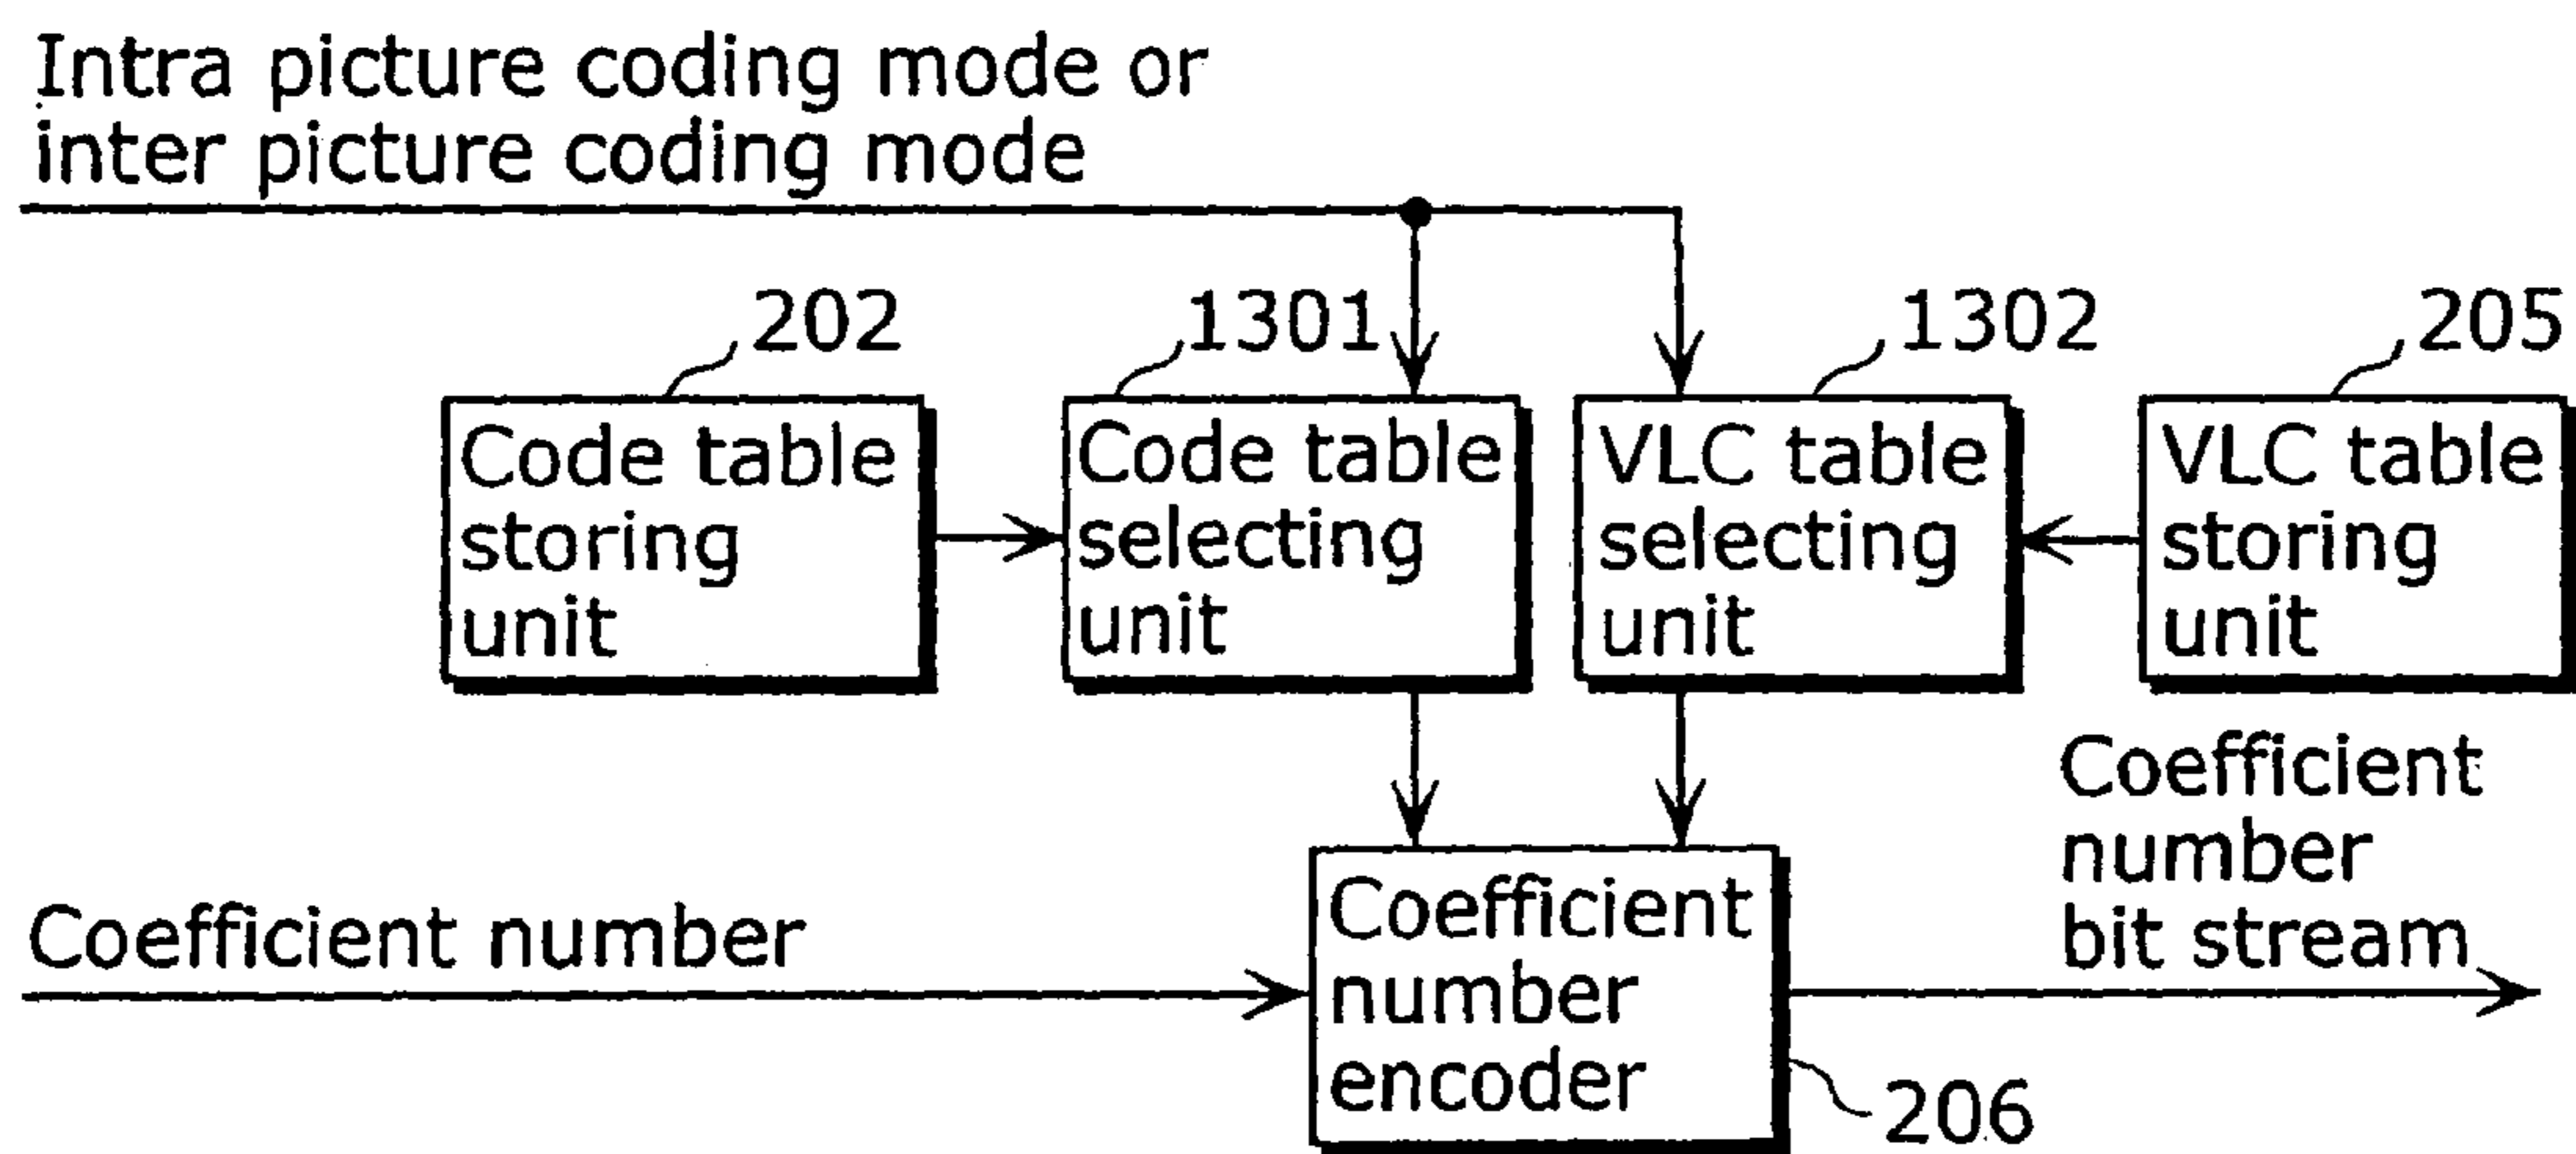 Intra picture coding mode or
inter picture coding mode
202
1301
1302
205
Code table
storing
unit
Code table
selecting
unit
VLC table
selecting
unit
VLC table
storing
unit
Coefficient number
Coefficient
number
encoder
Coefficient
number
bit stream
206